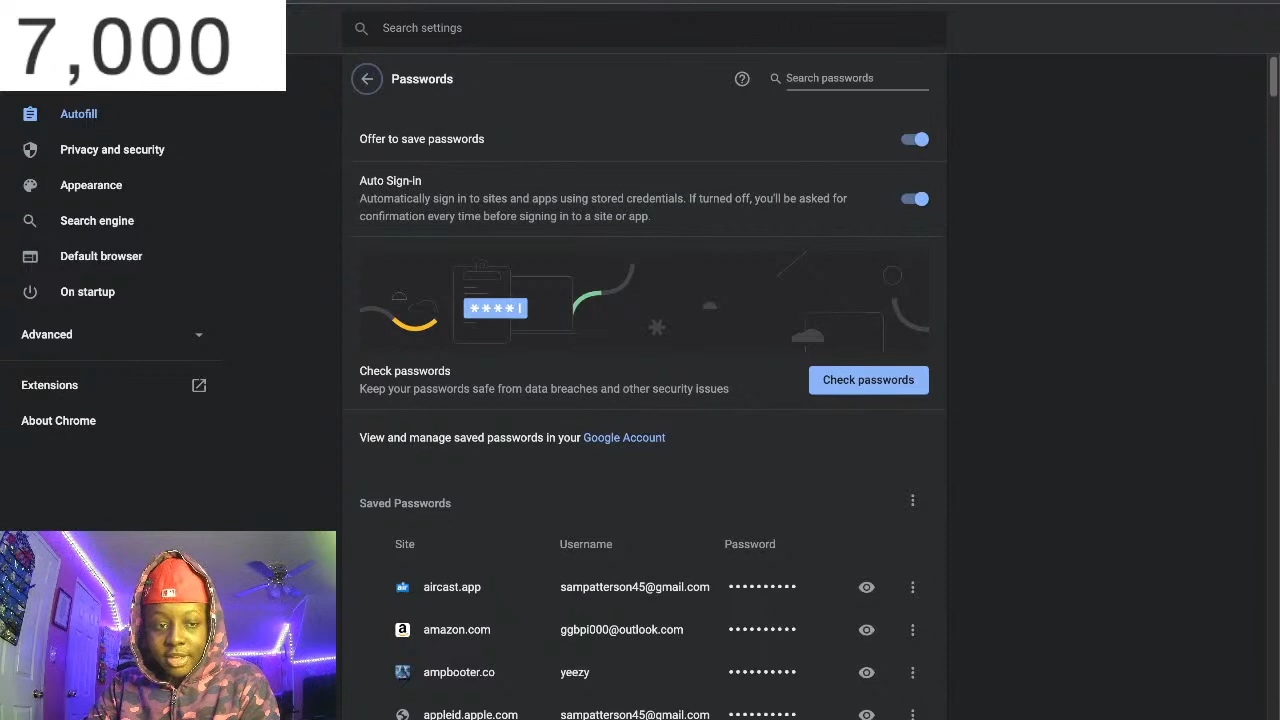 7,000
Search settings
Passwords
Search passwords
Autofill
Offer to save passwords
Privacy and security
Auto Sign-in
Appearance
Automatically sign in to sites and apps using stored credentials. If turned off, you'll be asked for
confirmation every time before signing in to a site or app.
Search engine
Default browser
On startup
****|
Advanced
Check passwords
Keep your passwords safe from data breaches and other security issues
Check passwords
Extensions
About Chrome
View and manage saved passwords in your Google Account
Saved Passwords
Site Username Password
aircast.app sampatterson45@gmail.com ••••••••••
amazon.com ggbpi000@outlook.com ••••••••••
ampbooter.co yeezy ••••••••••
appleid.apple.com sampatterson45@gmail.com ••••••••••